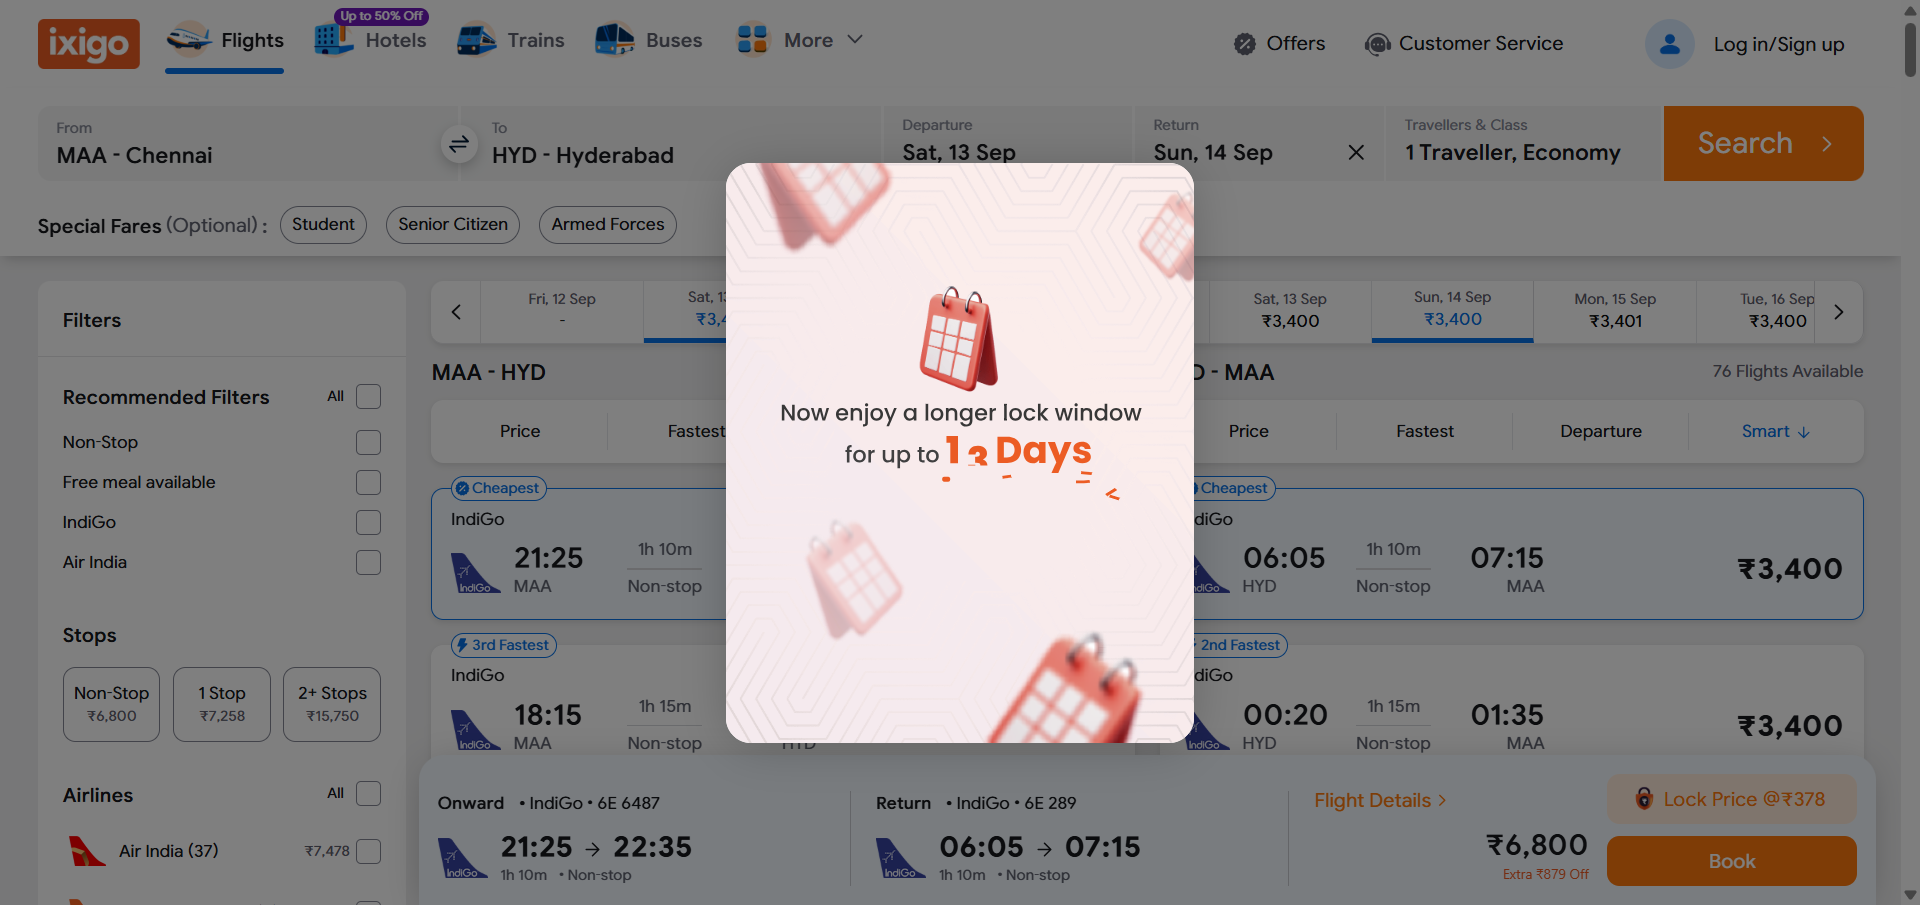 ixigo
Flights
Up to 50% Off
Hotels
Trains
Buses
More
Offers
Customer Service
Log in/Sign up
From
MAA - Chennai
To
HYD - Hyderabad
Departure
Sat, 13 Sep
Return
Sun, 14 Sep
Travellers & Class
1 Traveller, Economy
Search
Special Fares (Optional) :
Student
Senior Citizen
Armed Forces
Filters
Recommended Filters
All
Non-Stop
Free meal available
IndiGo
Air India
Stops
Non-Stop
₹6,800
1 Stop
₹7,258
2+ Stops
₹15,750
Airlines
All
Air India (37)
₹7,478
Fri, 12 Sep
-
Sat, 1
₹3,4
MAA - HYD
Price
Fastest
Cheapest
IndiGo
21:25
MAA
1h 10m
Non-stop
IndiGo
3rd Fastest
IndiGo
18:15
MAA
1h 15m
Non-stop
HYD
IndiGo
Now enjoy a longer lock window
for up to 13 Days
Sat, 13 Sep
₹3,400
Sun, 14 Sep
₹3,400
Mon, 15 Sep
₹3,401
Tue, 16 Sep
₹3,400
D - MAA
76 Flights Available
Price
Fastest
Departure
Smart
Cheapest
diGo
06:05
HYD
1h 10m
Non-stop
07:15
MAA
₹3,400
IndiGo
2nd Fastest
diGo
00:20
HYD
1h 15m
Non-stop
01:35
MAA
₹3,400
IndiGo
Onward • IndiGo • 6E 6487
21:25 → 22:35
1h 10m • Non-stop
IndiGo
Return • IndiGo • 6E 289
06:05 → 07:15
1h 10m • Non-stop
IndiGo
Flight Details >
₹6,800
Extra ₹879 Off
Lock Price @₹378
Book